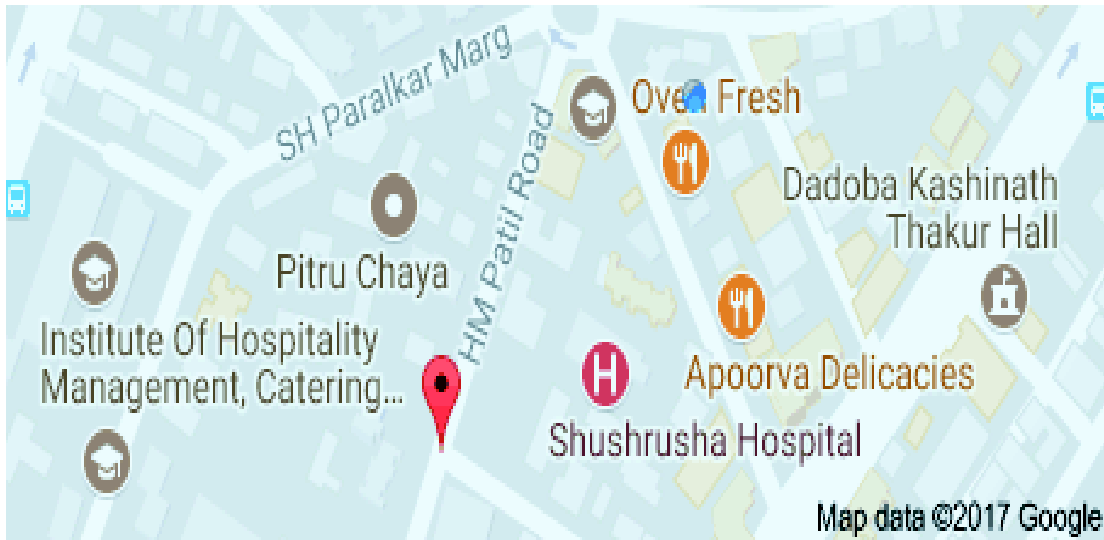 SH Paralkar Marg
HM Patil Road
Oven Fresh
Dadoba Kashinath
Thakur Hall
Pitru Chaya
Institute Of Hospitality
Management, Catering...
Apoorva Delicacies
H
Shushrusha Hospital
Map data ©2017 Google